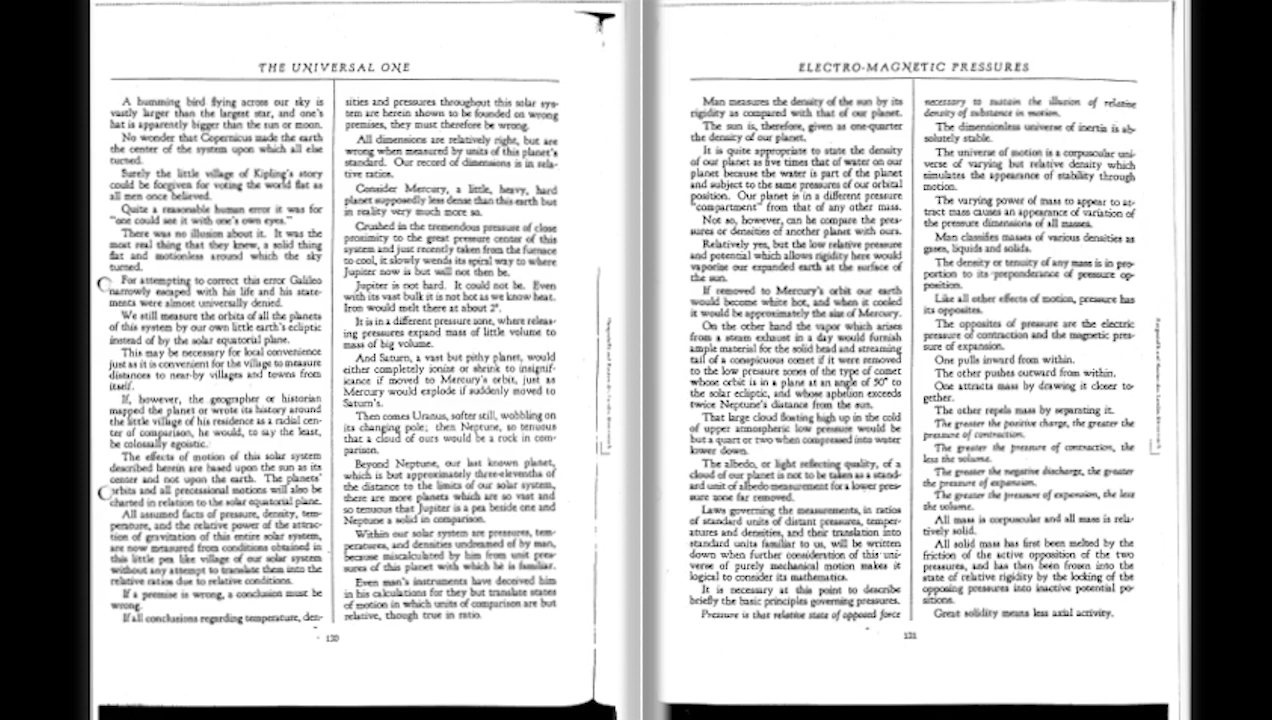 THE UNIVERSAL ONE
A humming bird flying across our sky is
vastly larger than the largest star, and one's
hat is apparently bigger than the sun or moon.
No wonder that Copernicus made the earth
the center of the system upon which all else
turned.
Surely the little village of Kipling's story
could be forgiven for voting the world flat as
all men once believed.
Quite a reasonable human error it was for
"one could see it with one's own eyes."
There was no illusion about it. It was the
most real thing that they knew, a solid thing
flat and motionless around which the sky
turned.
For attempting to correct this error Galileo
narrowly escaped with his life and his state-
ments were almost universally denied.
We still measure the orbits of all the planets
of this system by our own little earth's ecliptic
instead of by the solar equatorial plane.
This may be necessary for local convenience
just as it is convenient for the village to measure
distances to near-by villages and towns from
itself.
If, however, the geographer or historian
mapped the planet or wrote its history around
the little village of his residence as a radial cen-
ter of comparison, he would, to say the least,
be colossally egoistic.
The effects of motion of this solar system
described herein are based upon the sun as its
center and not upon the earth. The planets'
orbits and all precessional motions will also be
charted in relation to the solar equatorial plane.
All assumed facts of pressure, density, tem-
perature, and the relative power of the attrac-
tion of gravitation of this entire solar system,
are now measured from conditions obtained in
this little pea like village of our solar system
without any attempt to translate them into the
relative ratios due to relative conditions.
If a premise is wrong, a conclusion must be
wrong.
If all conclusions regarding temperature, den-
sities and pressures throughout this solar sys-
tem are herein shown to be founded on wrong
premises, they must therefore be wrong.
All dimensions are relatively right, but are
wrong when measured by units of this planet's
standard. Our record of dimensions is in rela-
tive ratios.
Consider Mercury, a little, heavy, hard
planet supposedly less dense than this earth but
in reality very much more so.
Crushed in the tremendous pressure of close
proximity to the great pressure center of this
system and just recently taken from the furnace
to cool, it slowly wends its spiral way to where
Jupiter now is but will not then be.
Jupiter is not hard. It could not be. Even
with its vast bulk it is not hot as we know heat.
Iron would melt there at about 2°.
It is in a different pressure zone, where releas-
ing pressures expand mass of little volume to
mass of big volume.
And Saturn, a vast but pithy planet, would
either completely ionize or shrink to insignif-
icance if moved to Mercury's orbit, just as
Mercury would explode if suddenly moved to
Saturn's.
Then comes Uranus, softer still, wobbling on
its changing pole; then Neptune, so tenuous
that a cloud of ours would be a rock in com-
parison.
Beyond Neptune, our last known planet,
which is but approximately three-elevenths of
the distance to the limits of our solar system,
there are more planets which are so vast and
so tenuous that Jupiter is a pea beside one and
Neptune a solid in comparison.
Within our solar system are pressures, tem-
peratures, and densities undreamed of by man,
because miscalculated by him from unit pres-
sures of this planet with which he is familiar.
Even man's instruments have deceived him
in his calculations for they but translate states
of motion in which units of comparison are but
relative, though true in ratio.
120
ELECTRO-MAGNETIC PRESSURES
Man measures the density of the sun by its
rigidity as compared with that of our planet.
The sun is, therefore, given as one-quarter
the density of our planet.
It is quite appropriate to state the density
of our planet as five times that of water on our
planet because the water is part of the planet
and subject to the same pressures of our orbital
position. Our planet is in a different pressure
"compartment" from that of any other mass.
Not so, however, can he compare the pres-
sures or densities of another planet with ours.
Relatively yes, but the low relative pressure
and potential which allows rigidity here would
vaporize our expanded earth at the surface of
the sun.
If removed to Mercury's orbit our earth
would become white hot, and when it cooled
it would be approximately the size of Mercury.
On the other hand the vapor which arises
from a steam exhaust in a day would furnish
ample material for the solid head and streaming
tail of a conspicuous comet if it were removed
to the low pressure zones of the type of comet
whose orbit is in a plane at an angle of 50° to
the solar ecliptic, and whose aphelion exceeds
twice Neptune's distance from the sun.
That large cloud floating high up in the cold
of upper atmospheric low pressure would be
but a quart or two when compressed into water
lower down.
The albedo, or light reflecting quality, of a
cloud of our planet is not to be taken as a stand-
ard unit of albedo measurement for a lower pres-
sure zone far removed.
Laws governing the measurements, in ratios
of standard units of distant pressures, temper-
atures and densities, and their translation into
standard units familiar to us, will be written
down when further consideration of this uni-
verse of purely mechanical motion makes it
logical to consider its mathematics.
It is necessary at this point to describe
briefly the basic principles governing pressures.
Pressure is that relative state of opposed force
necessary to sustain the illusion of relative
density of substance in motion.
The dimensionless universe of inertia is ab-
solutely stable.
The universe of motion is a corpuscular uni-
verse of varying but relative density which
simulates the appearance of stability through
motion.
The varying power of mass to appear to at-
tract mass causes an appearance of variation of
the pressure dimensions of all masses.
Man classifies masses of various densities as
gases, liquids and solids.
The density or tenuity of any mass is in pro-
portion to its preponderance of pressure op-
position.
Like all other effects of motion, pressure has
its opposites.
The opposites of pressure are the electric
pressure of contraction and the magnetic pres-
sure of expansion.
One pulls inward from within.
The other pushes outward from within.
One attracts mass by drawing it closer to-
gether.
The other repels mass by separating it.
The greater the positive charge, the greater the
pressure of contraction.
The greater the pressure of contraction, the
less the volume.
The greater the negative discharge, the greater
the pressure of expansion.
The greater the pressure of expansion, the less
the volume.
All mass is corpuscular and all mass is rela-
tively solid.
All solid mass has first been melted by the
friction of the active opposition of the two
pressures, and has then been frozen into the
state of relative rigidity by the locking of the
opposing pressures into inactive potential po-
sitions.
Great solidity means less axial activity.
121